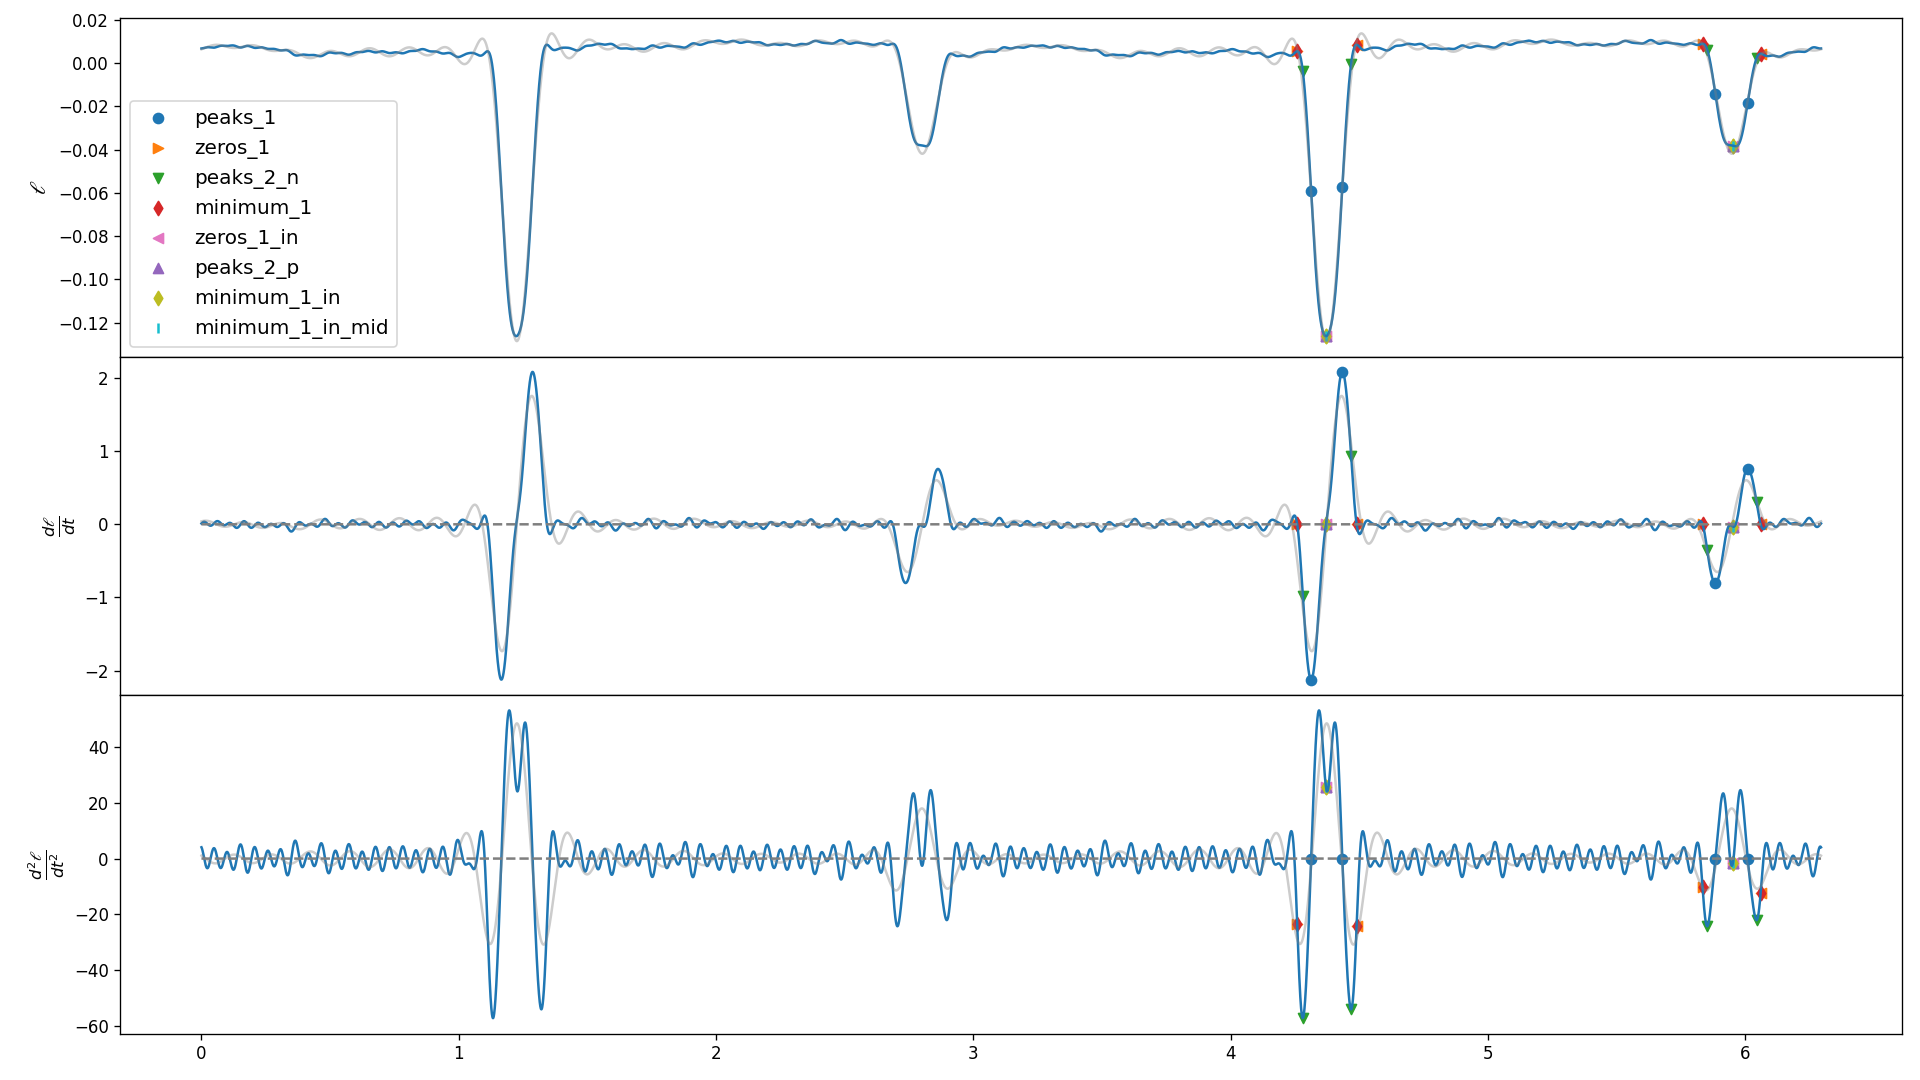 0.02
0.00
−0.02
−0.04
−0.06
−0.08
−0.10
−0.12
ℓ
peaks_1
zeros_1
peaks_2_n
minimum_1
zeros_1_in
peaks_2_p
minimum_1_in
minimum_1_in_mid
2
1
0
−1
−2
dℓ
dt
40
20
0
−20
−40
−60
d²ℓ
dt²
0 1 2 3 4 5 6